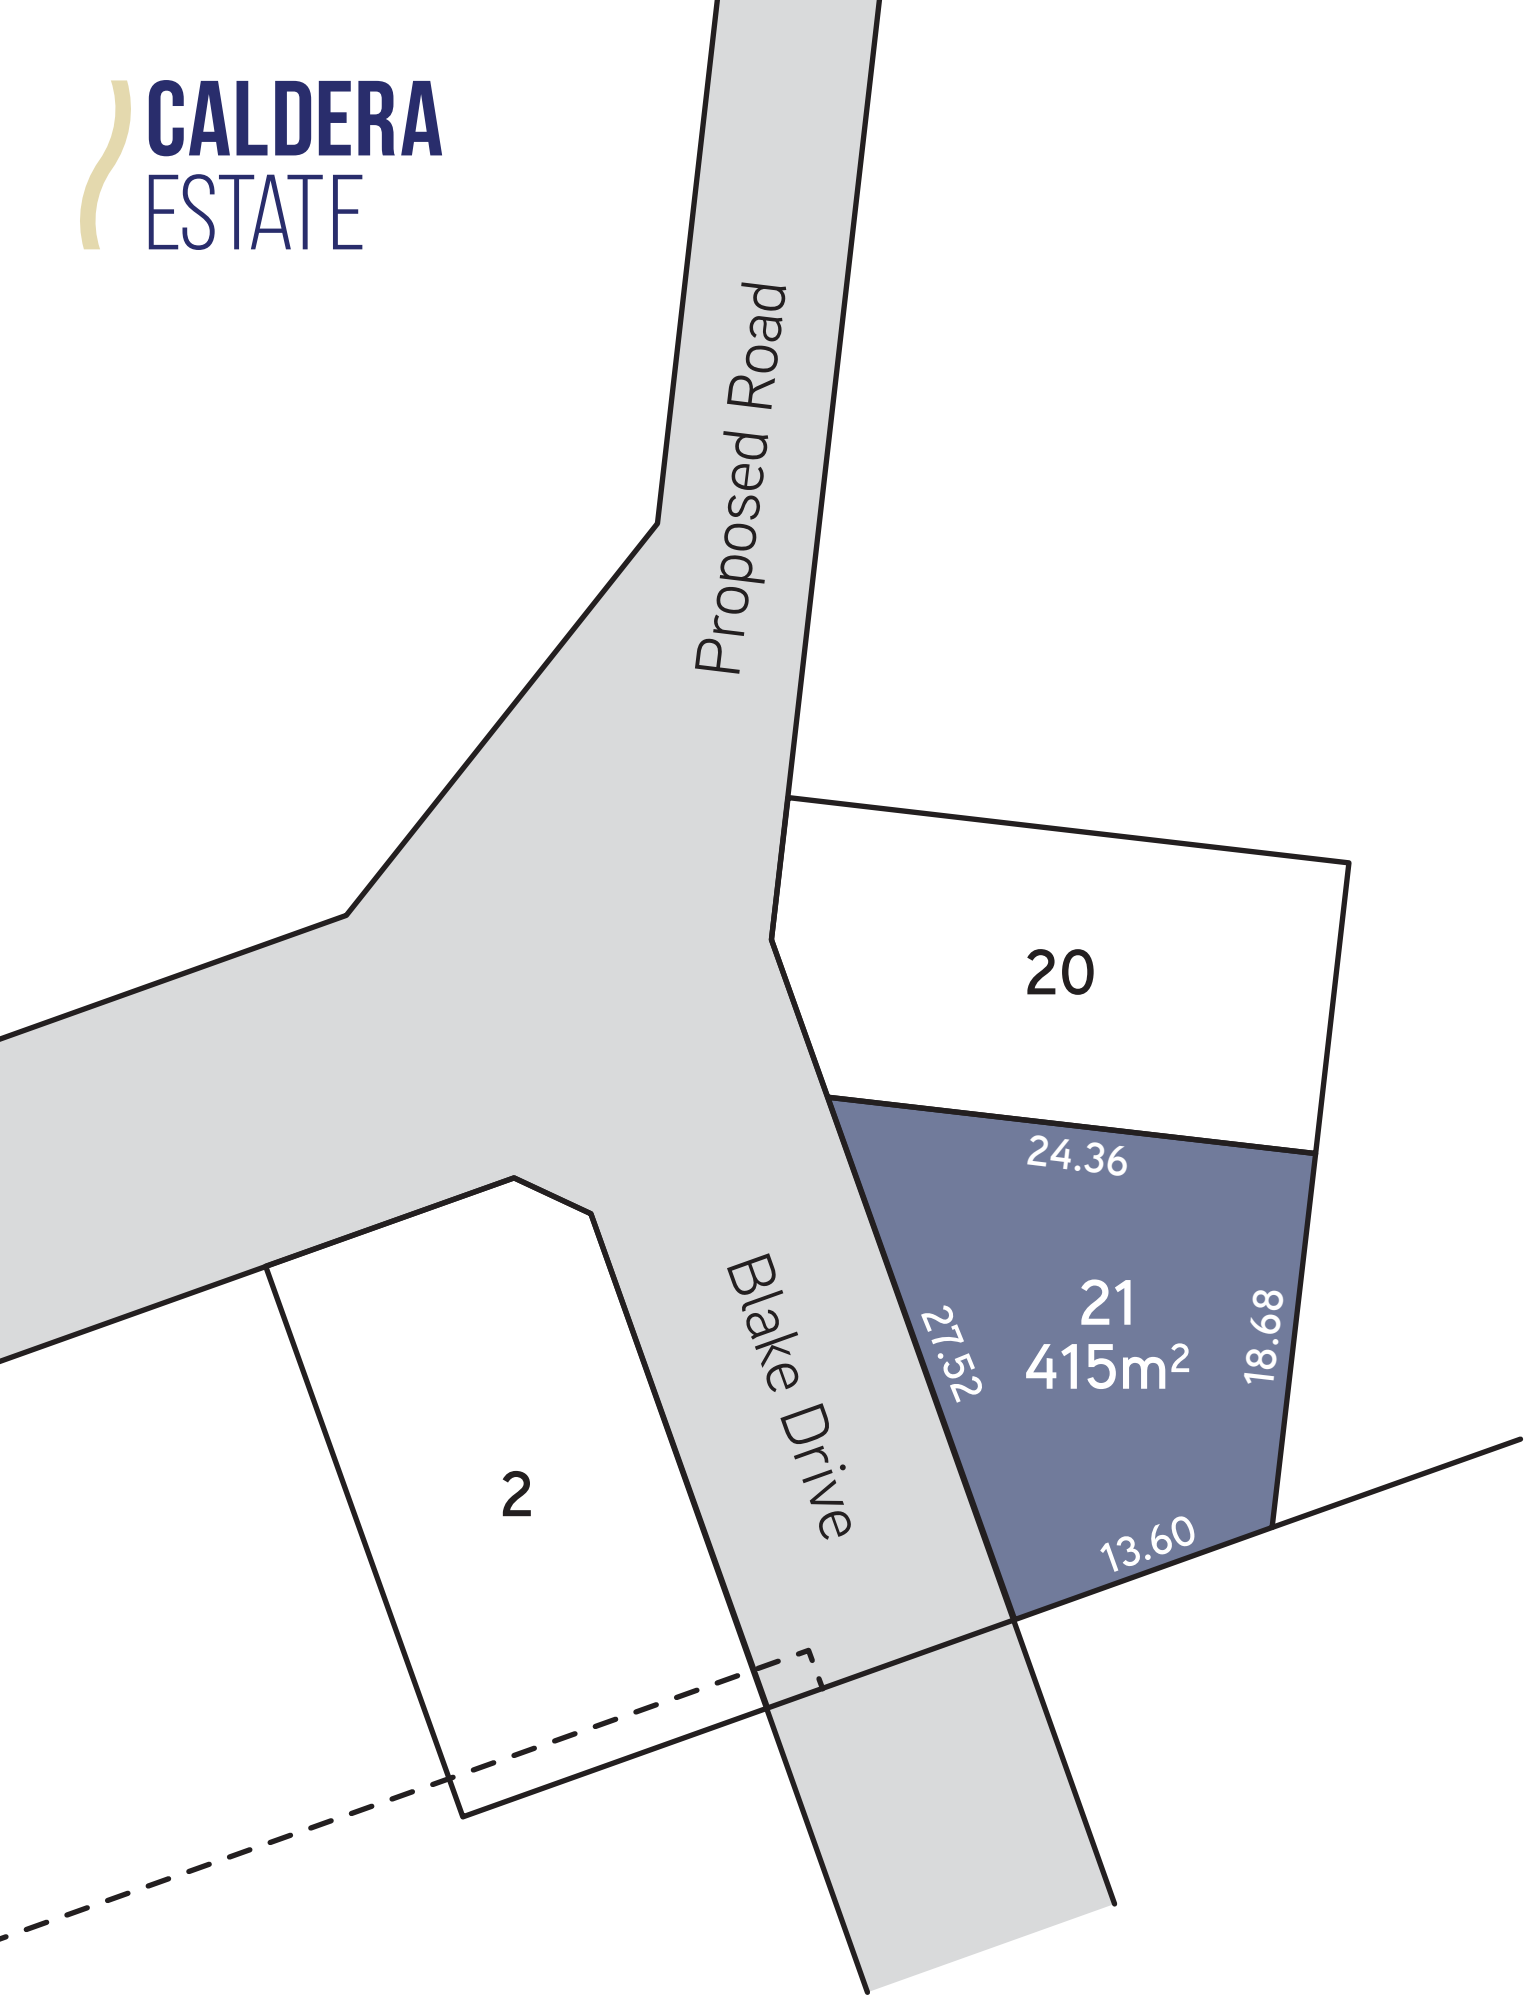 CALDERA
ESTATE
Proposed Road
20
24.36
21
415m²
27.52
18.68
13.60
Blake Drive
2